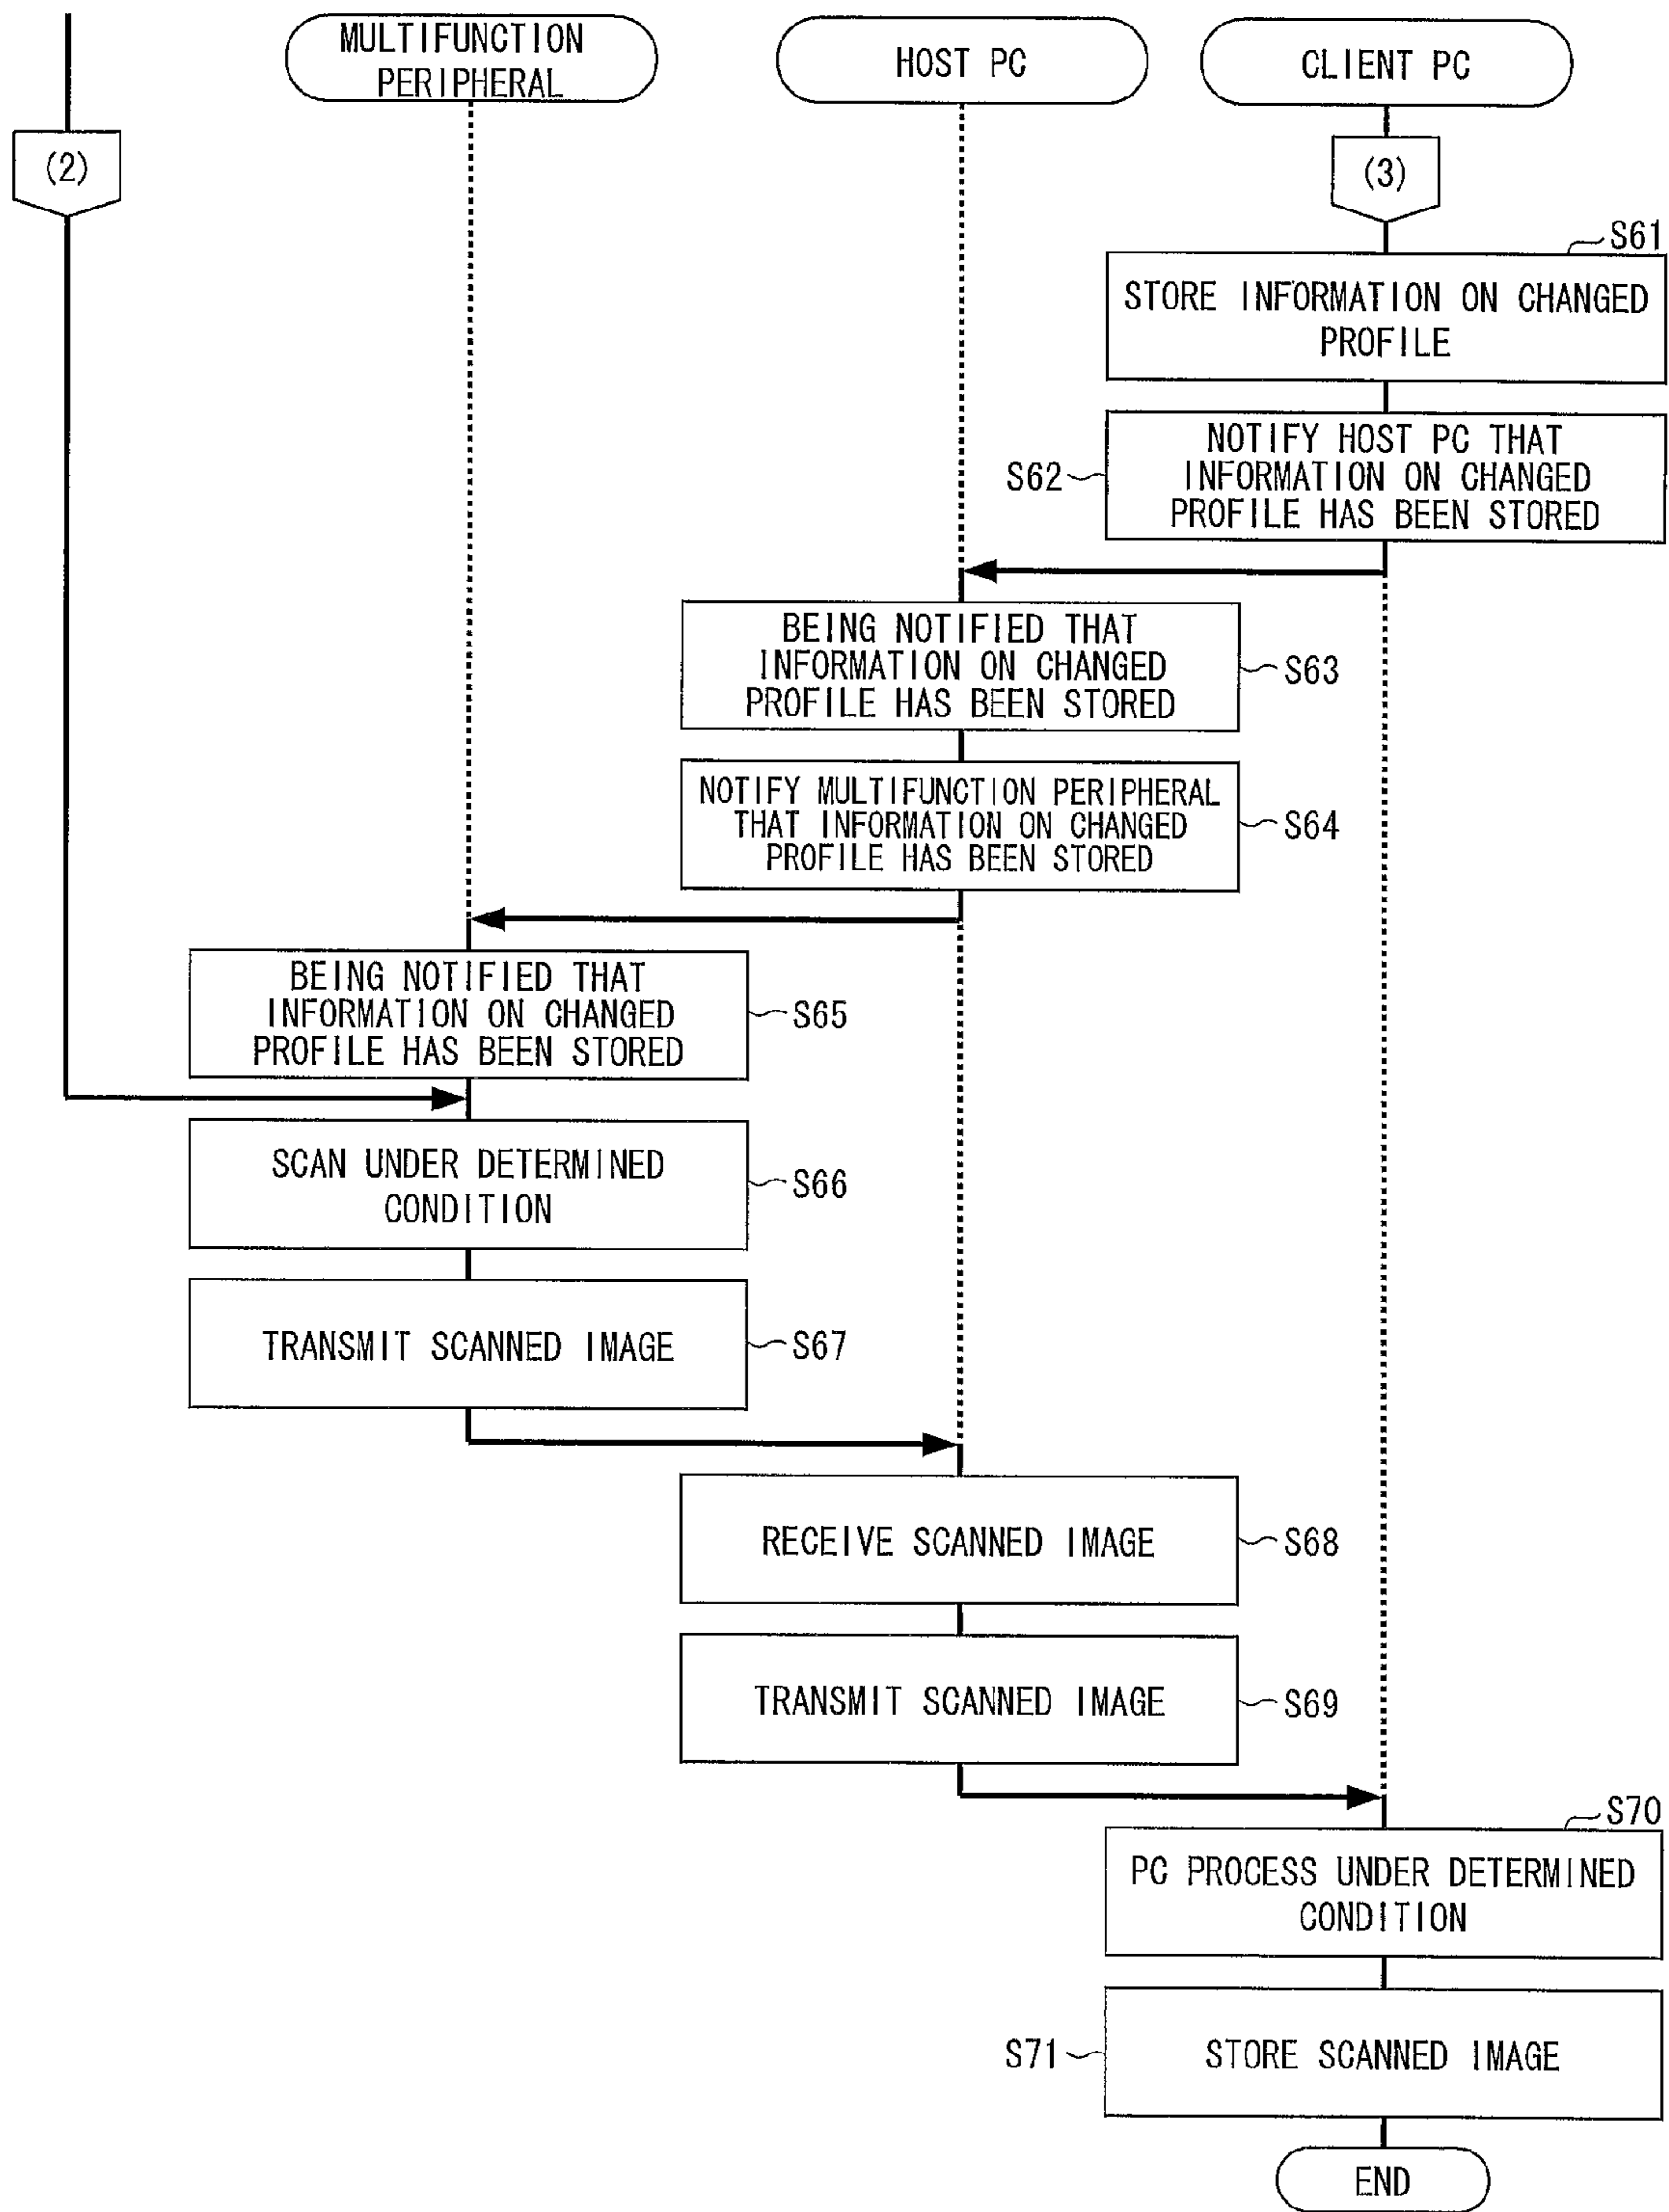 MULTIFUNCTION
PERIPHERAL
HOST PC
CLIENT PC
(2)
(3)
S61
STORE INFORMATION ON CHANGED
PROFILE
S62
NOTIFY HOST PC THAT
INFORMATION ON CHANGED
PROFILE HAS BEEN STORED
BEING NOTIFIED THAT
INFORMATION ON CHANGED
PROFILE HAS BEEN STORED
S63
NOTIFY MULTIFUNCTION PERIPHERAL
THAT INFORMATION ON CHANGED
PROFILE HAS BEEN STORED
S64
BEING NOTIFIED THAT
INFORMATION ON CHANGED
PROFILE HAS BEEN STORED
S65
SCAN UNDER DETERMINED
CONDITION
S66
TRANSMIT SCANNED IMAGE
S67
RECEIVE SCANNED IMAGE
S68
TRANSMIT SCANNED IMAGE
S69
S70
PC PROCESS UNDER DETERMINED
CONDITION
S71
STORE SCANNED IMAGE
END